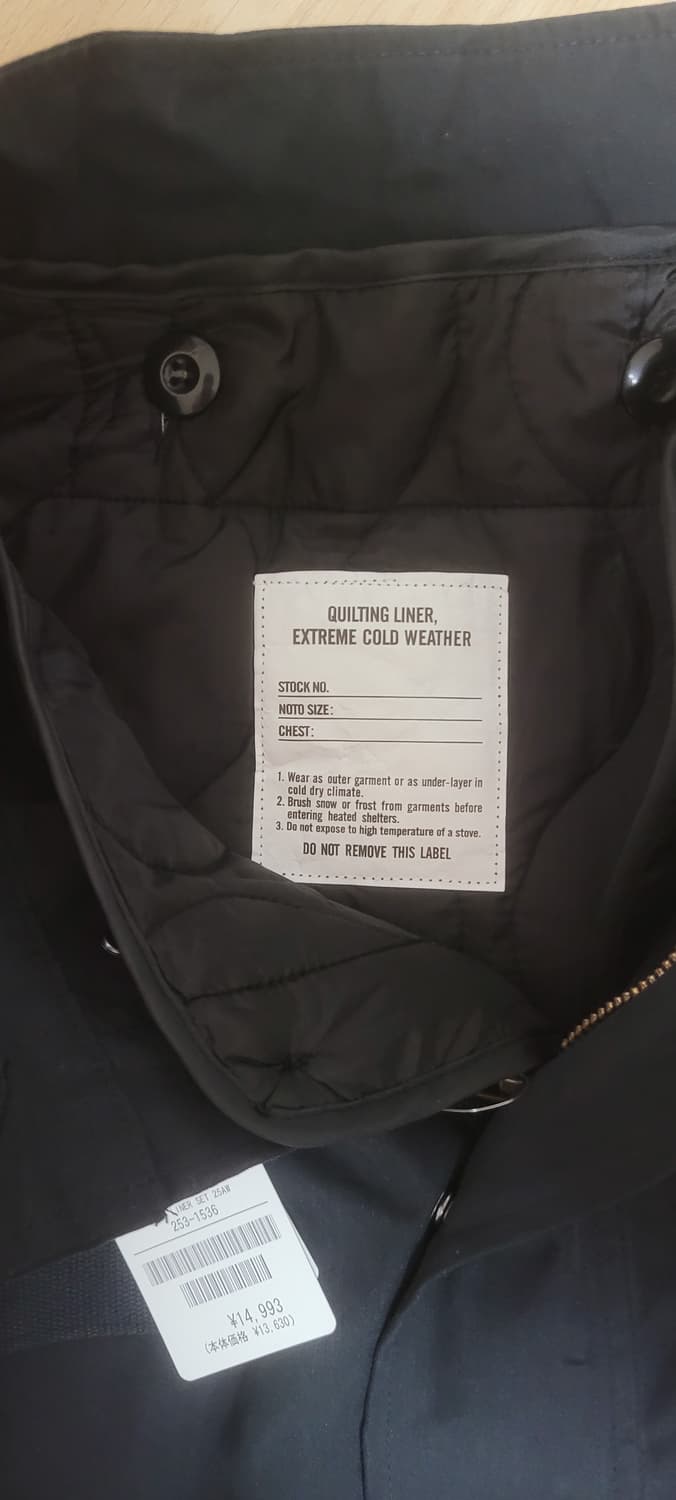 QUILTING LINER,
EXTREME COLD WEATHER
STOCK NO.
NOTO SIZE:
CHEST:
1. Wear as outer garment or as under-layer in
cold dry climate.
2. Brush snow or frost from garments before
entering heated shelters.
3. Do not expose to high temperature of a stove.
DO NOT REMOVE THIS LABEL
SET 25AW
253-1536
¥14,993
(本体価格 ¥13,630)